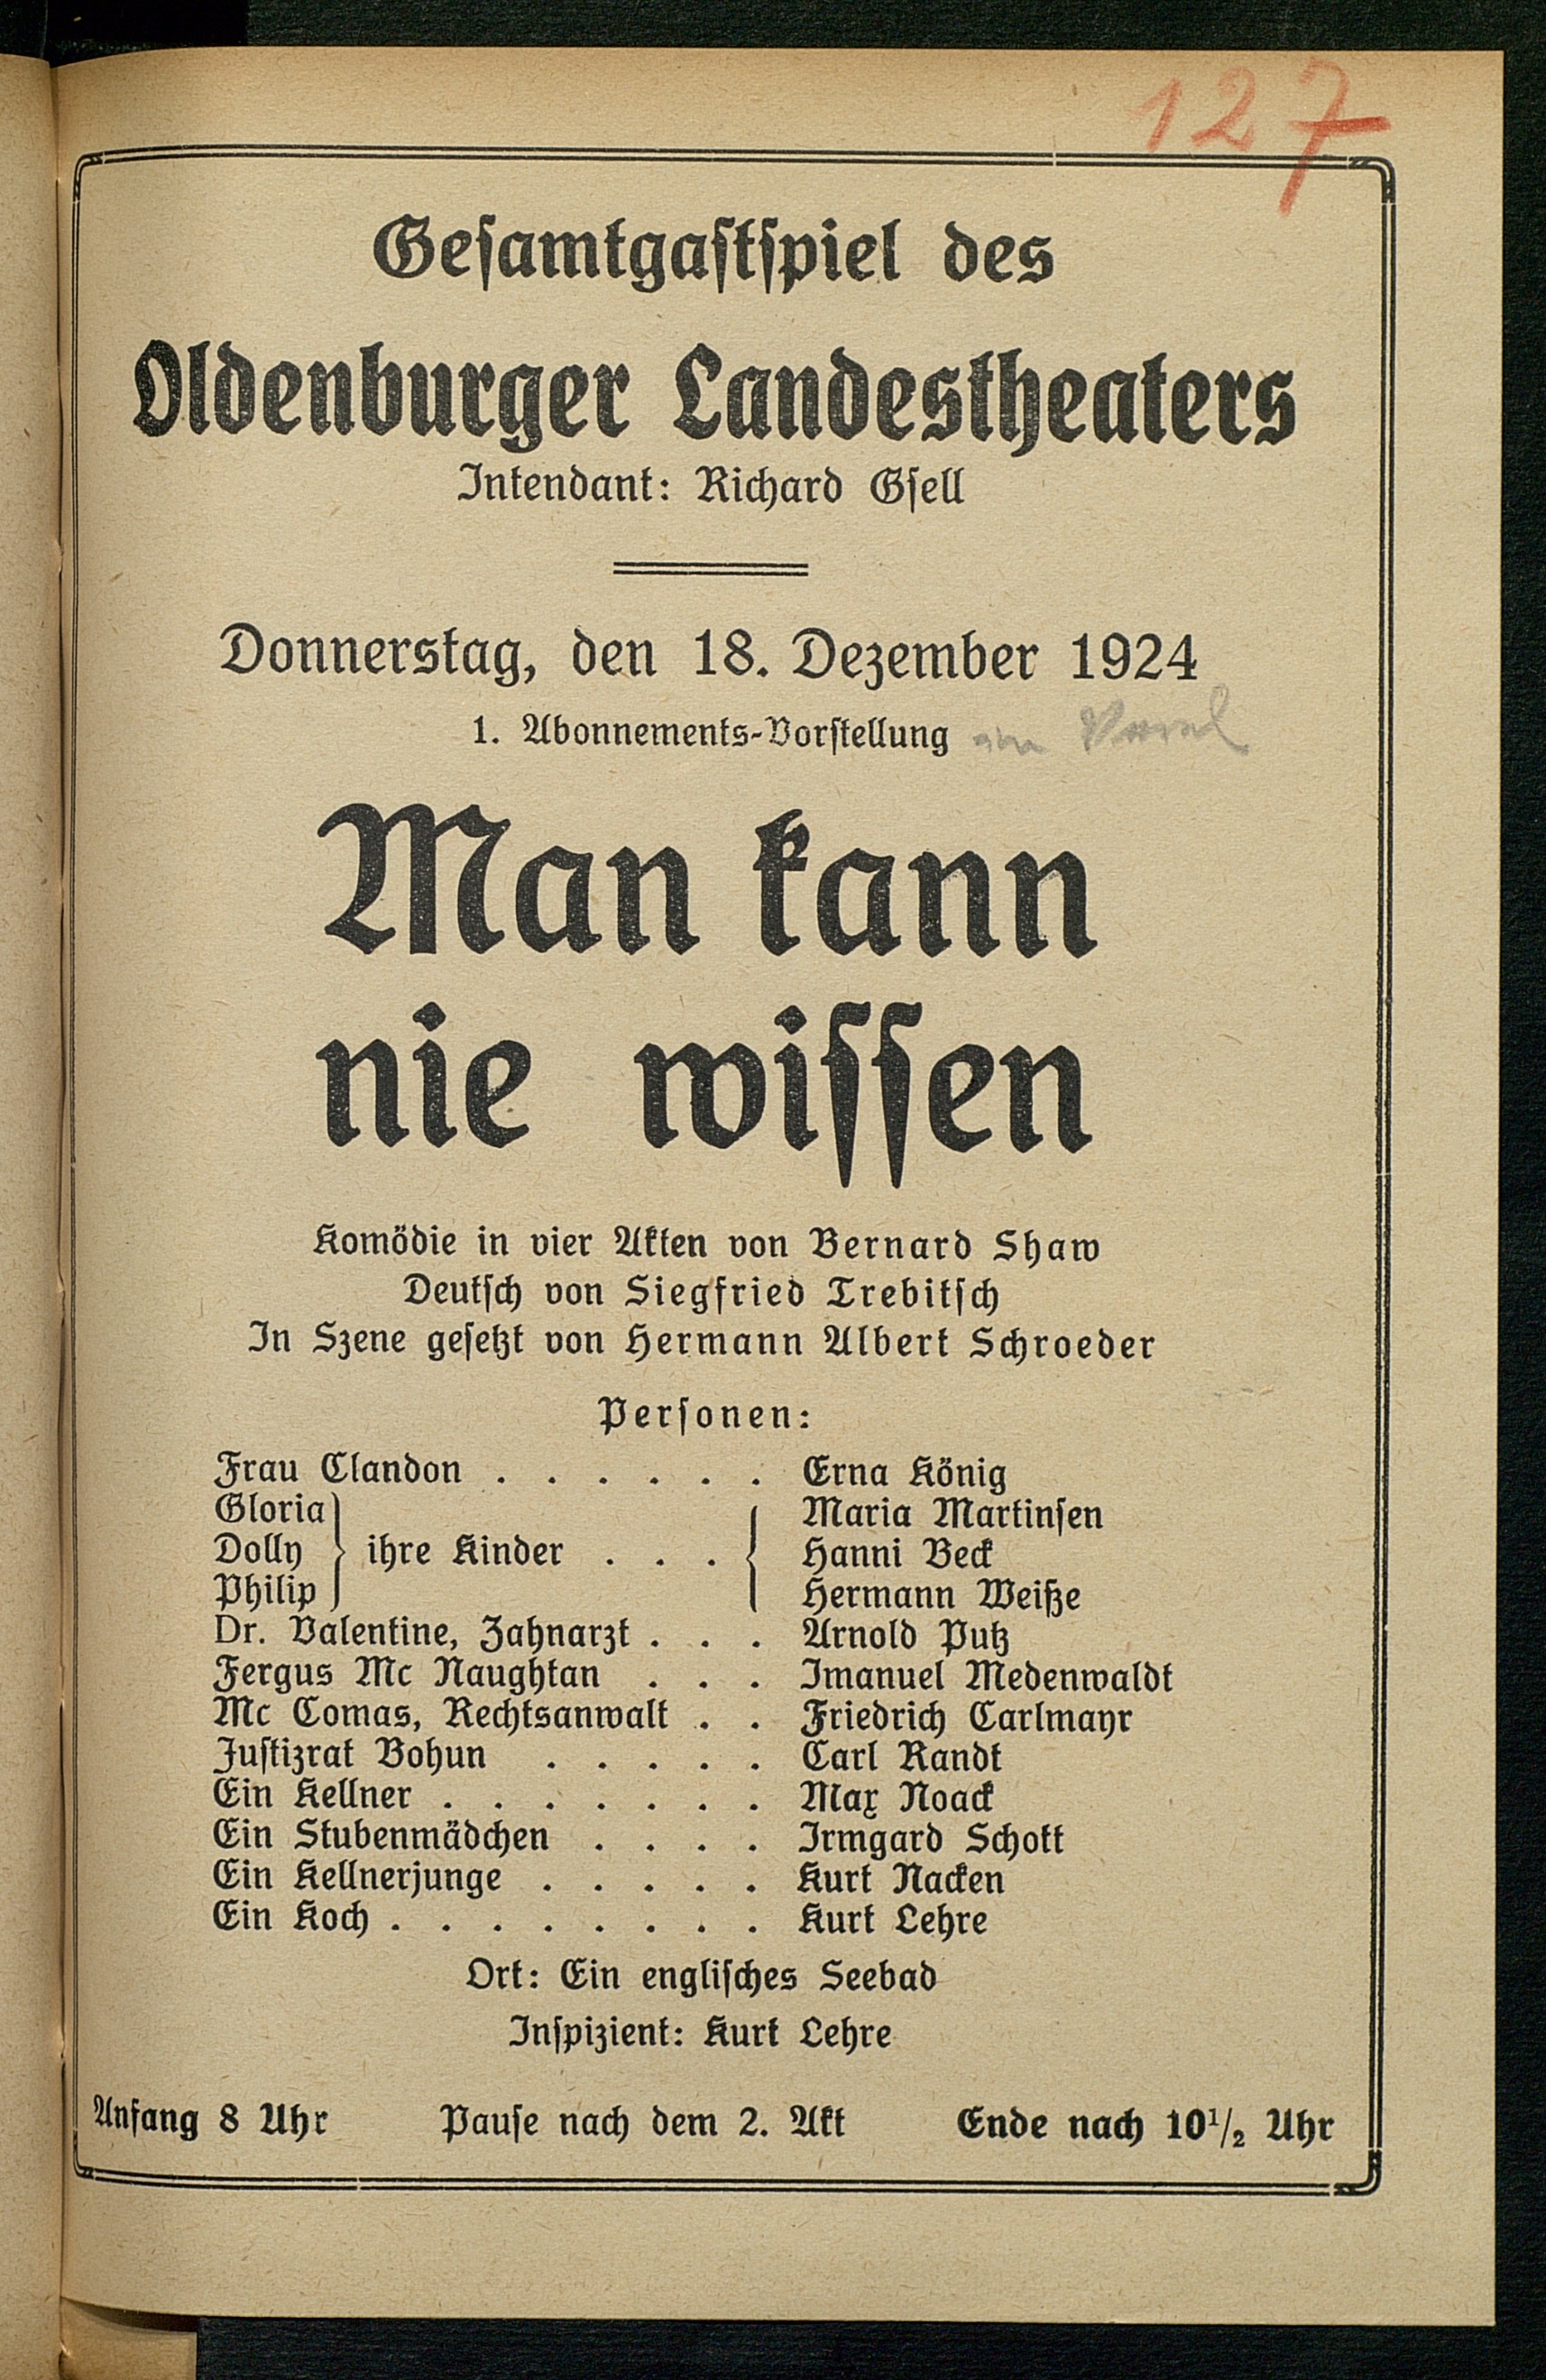 127
Gesamtgastspiel des
Oldenburger Landestheaters
Intendant: Richard Gsell
Donnerstag, den 18. Dezember 1924
1. Abonnements-Vorstellung in Varel
Man kann
nie wissen
Komödie in vier Akten von Bernard Shaw
Deutsch von Siegfried Trebitsch
In Szene gesetzt von Hermann Albert Schroeder
Personen:
Frau Clandon . . . . . . Erna König
Gloria Maria Martinsen
Dolly } ihre Kinder . . . { Hanni Beck
Philip Hermann Weiße
Dr. Valentine, Zahnarzt . . . Arnold Putz
Fergus Mc Naughtan . . . Imanuel Medenwaldt
Mc Comas, Rechtsanwalt . . Friedrich Carlmayr
Justizrat Bohun . . . . . Carl Randt
Ein Kellner . . . . . . . Max Noack
Ein Stubenmädchen . . . . Irmgard Schott
Ein Kellnerjunge . . . . . Kurt Nacken
Ein Koch . . . . . . . . Kurt Lehre
Ort: Ein englisches Seebad
Inspizient: Kurt Lehre
Anfang 8 Uhr Pause nach dem 2. Akt Ende nach 10½ Uhr